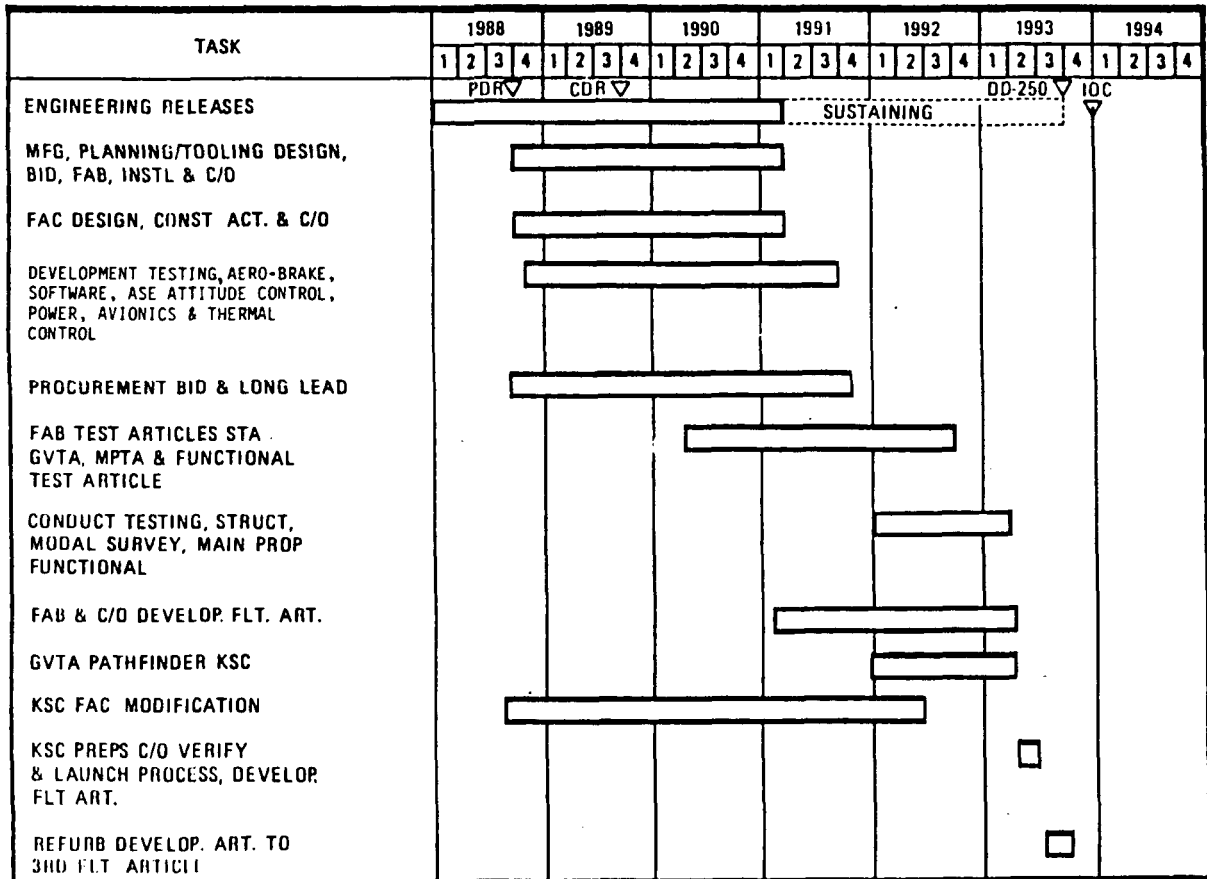 TASK
1988 1989 1990 1991 1992 1993 1994
1 2 3 4 1 2 3 4 1 2 3 4 1 2 3 4 1 2 3 4 1 2 3 4 1 2 3 4
PDR CDR DD-250 IOC
ENGINEERING RELEASES
SUSTAINING
MFG, PLANNING/TOOLING DESIGN,
BID, FAB, INSTL & C/O
FAC DESIGN, CONST ACT. & C/O
DEVELOPMENT TESTING, AERO-BRAKE,
SOFTWARE, ASE ATTITUDE CONTROL,
POWER, AVIONICS & THERMAL
CONTROL
PROCUREMENT BID & LONG LEAD
FAB TEST ARTICLES STA
GVTA, MPTA & FUNCTIONAL
TEST ARTICLE
CONDUCT TESTING, STRUCT,
MODAL SURVEY, MAIN PROP
FUNCTIONAL
FAB & C/O DEVELOP. FLT. ART.
GVTA PATHFINDER KSC
KSC FAC MODIFICATION
KSC PREPS C/O VERIFY
& LAUNCH PROCESS, DEVELOP.
FLT ART.
REFURB DEVELOP. ART. TO
3RD FLT ARTICLE